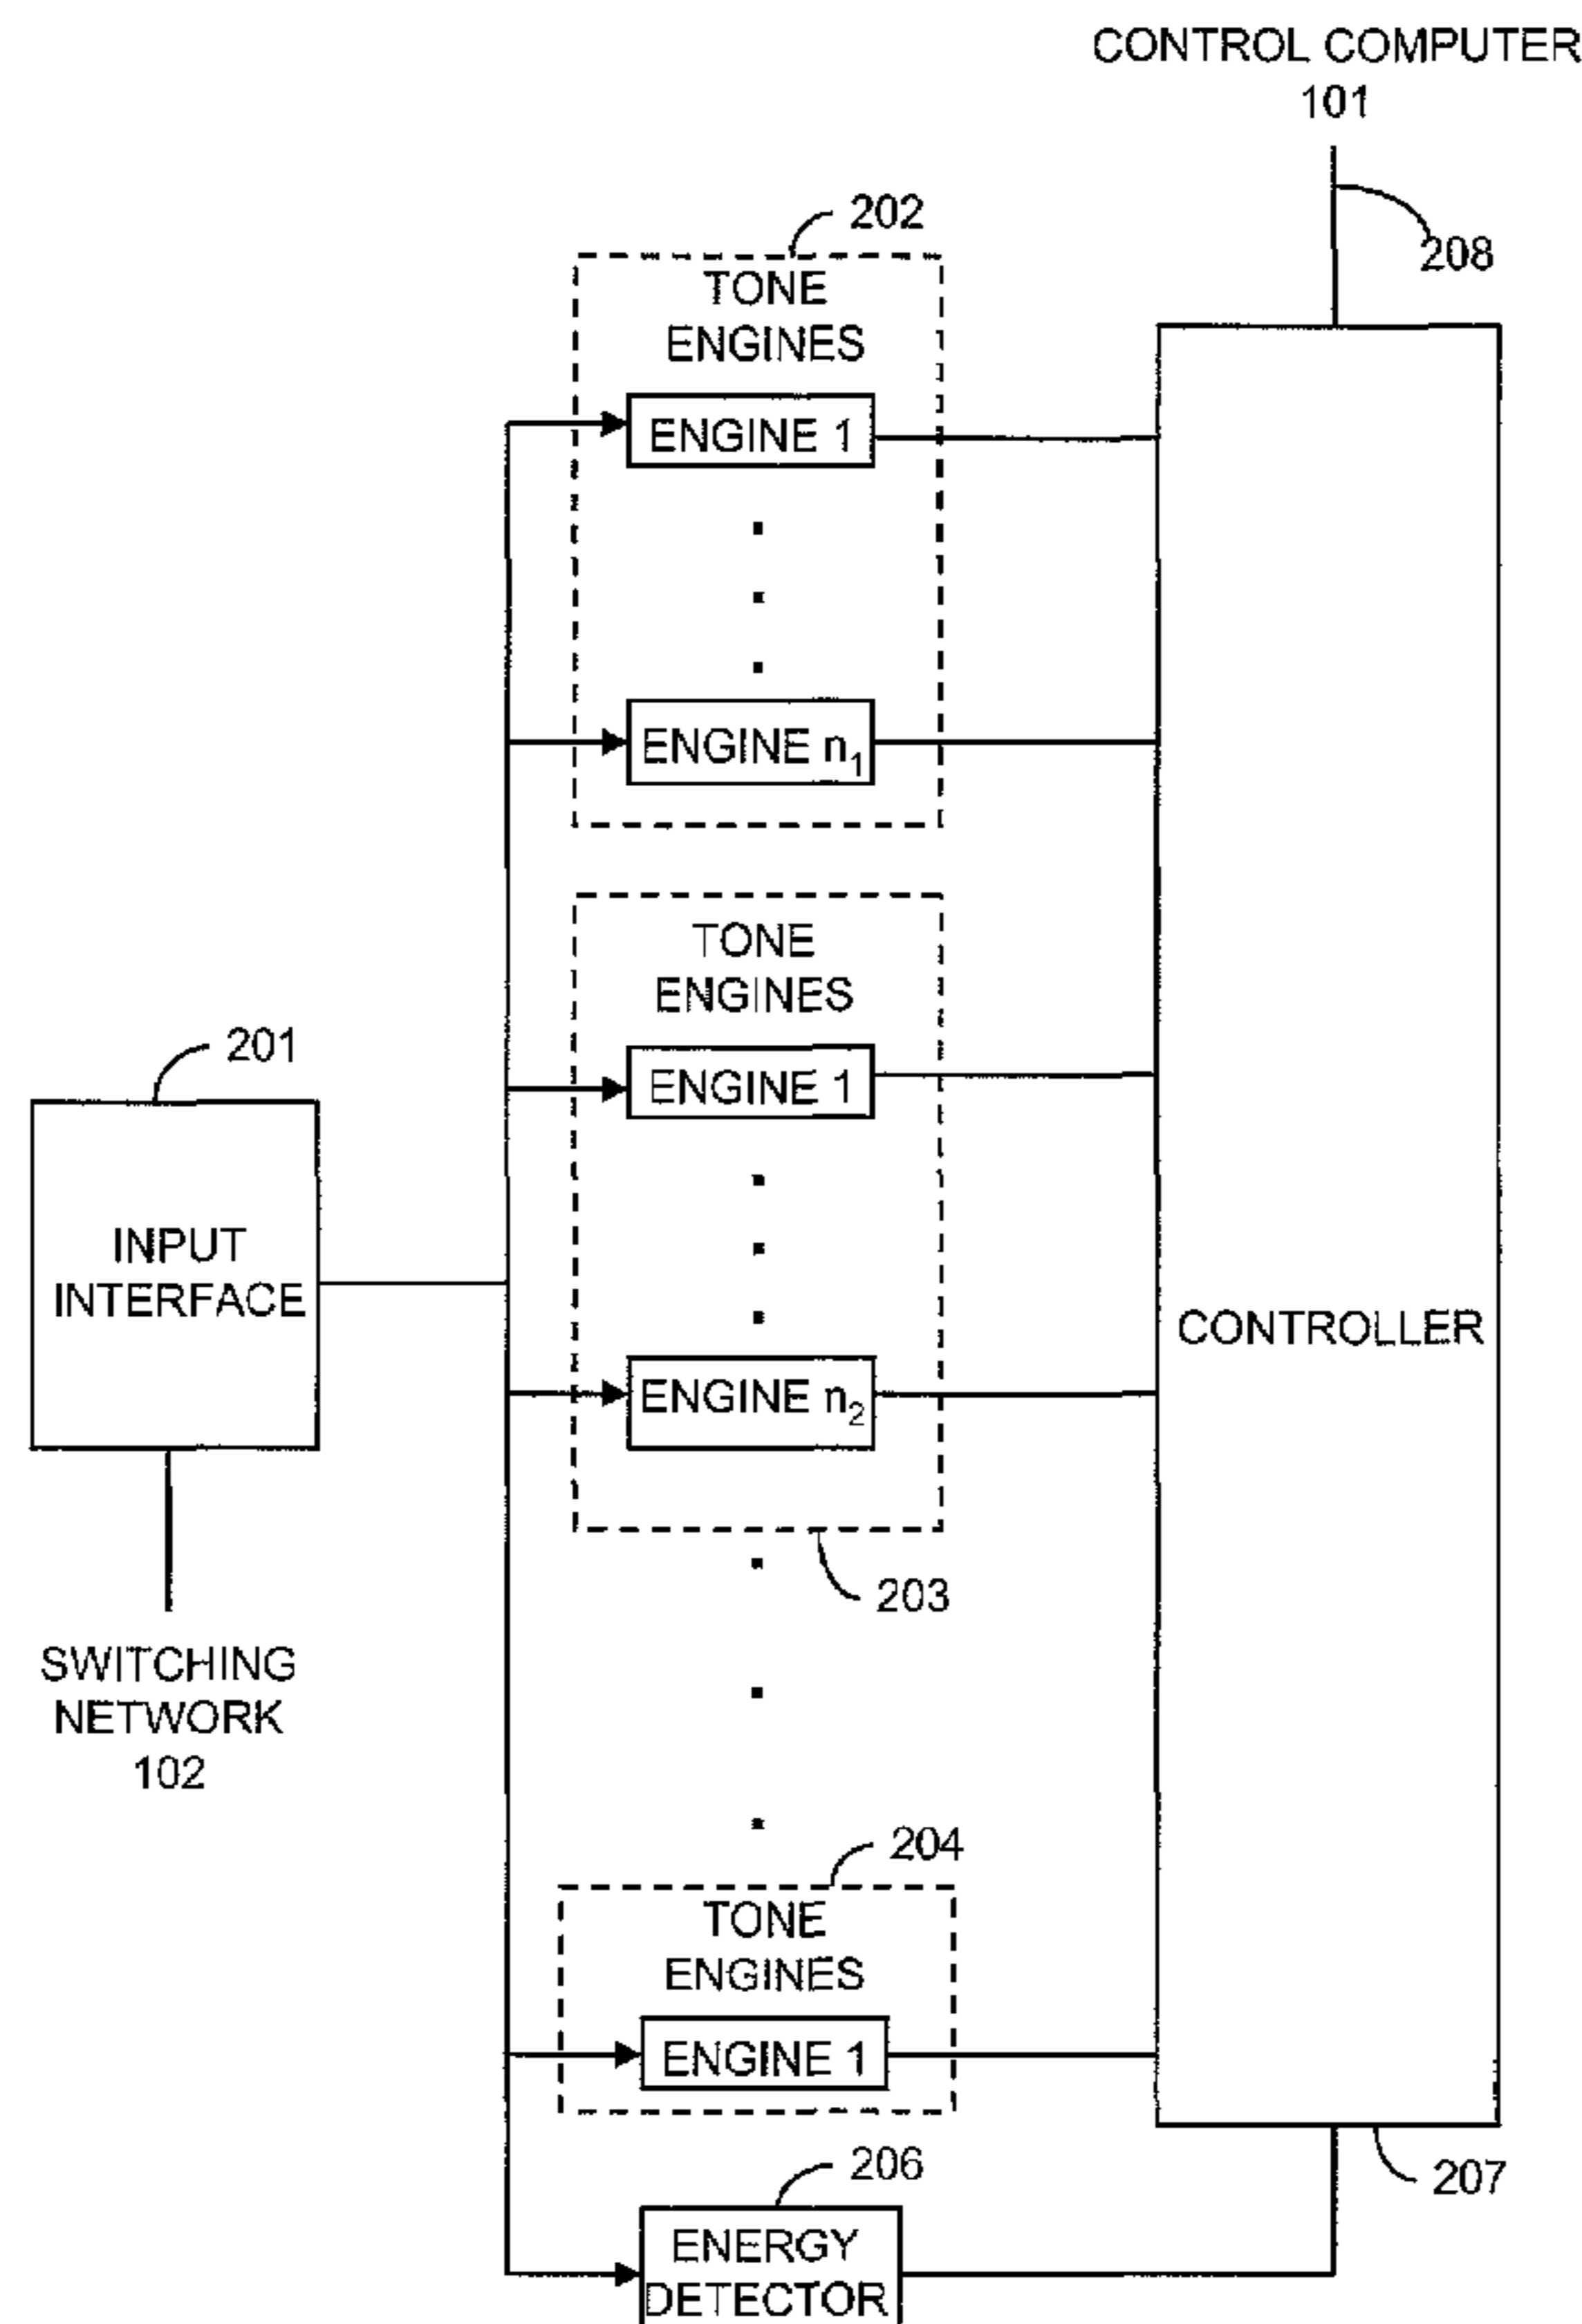 CONTROL COMPUTER
101
208
202
TONE
ENGINES
ENGINE 1
ENGINE n₁
TONE
ENGINES
ENGINE 1
ENGINE n₂
203
201
INPUT
INTERFACE
CONTROLLER
SWITCHING
NETWORK
102
204
TONE
ENGINES
ENGINE 1
207
206
ENERGY
DETECTOR